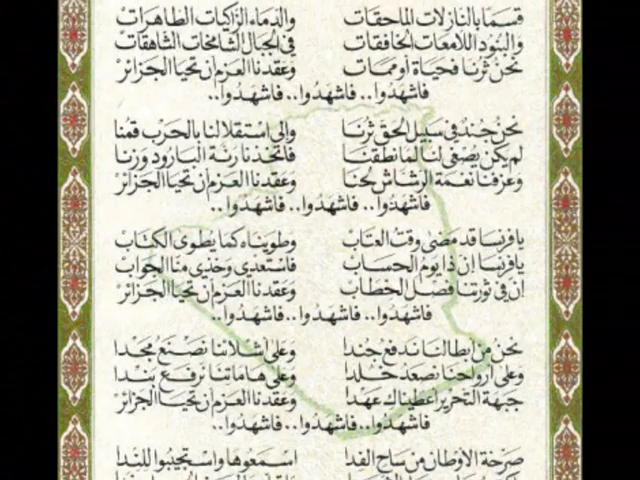 قسما بالنازلات الماحقات والدماء الزاكيات الطاهرات
والبنود اللامعات الخافقات في الجبال الشامخات الشاهقات
نحن ثرنا فحياة أو ممات وعقدنا العزم أن تحيا الجزائر
فاشهدوا.. فاشهدوا.. فاشهدوا..
نحن جند في سبيل الحق ثرنا وإلى استقلالنا بالحرب قمنا
لم يكن يصغى لنا لما نطقنا فاتخذنا رنة البارود وزنا
وعزفنا نغمة الرشاش لحنا وعقدنا العزم أن تحيا الجزائر
فاشهدوا.. فاشهدوا.. فاشهدوا..
يا فرنسا قد مضى وقت العتاب وطويناه كما يطوى الكتاب
يا فرنسا إن ذا يوم الحساب فاستعدي وخذي منا الجواب
إن في ثورتنا فصل الخطاب وعقدنا العزم أن تحيا الجزائر
فاشهدوا.. فاشهدوا.. فاشهدوا..
نحن من أبطالنا ندفع جندا وعلى أشلائنا نصنع مجدا
وعلى أرواحنا نصعد خلدا وعلى هاماتنا نرفع بندا
جبهة التحرير أعطيناك عهدا وعقدنا العزم أن تحيا الجزائر
فاشهدوا.. فاشهدوا.. فاشهدوا..
صرخة الأوطان من ساح الفدا اسمعوها واستجيبوا للندا